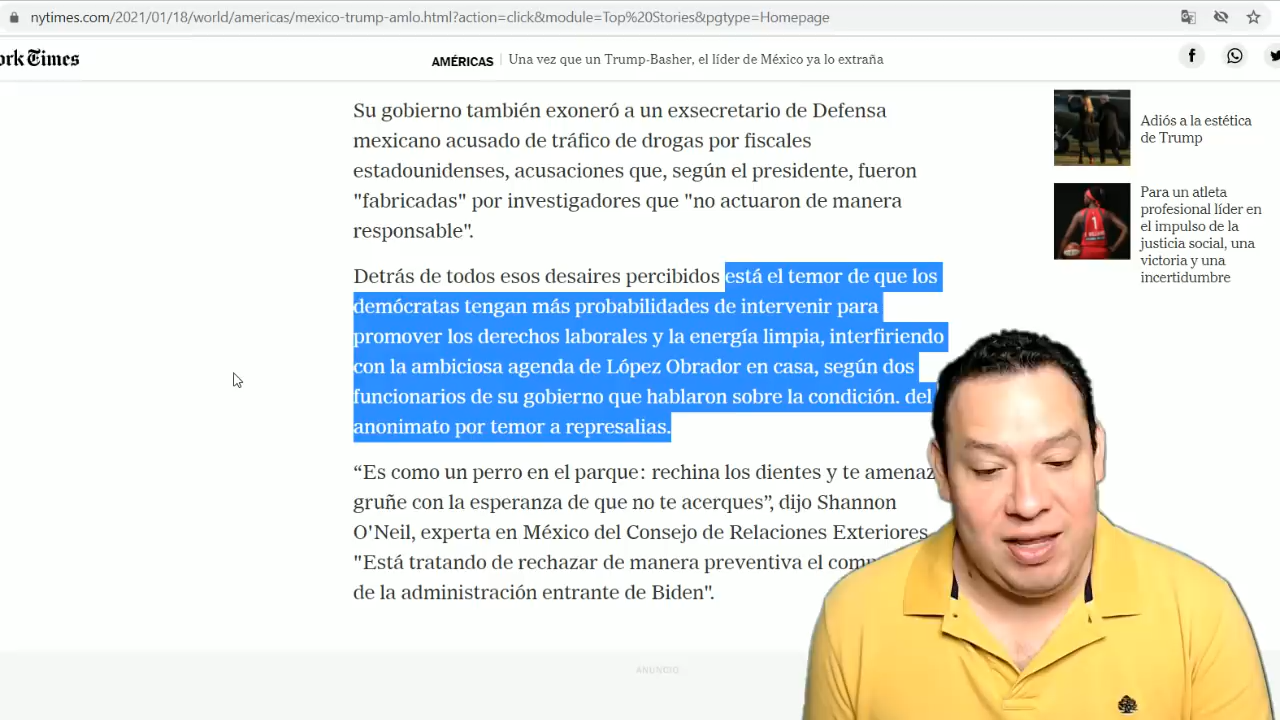 nytimes.com/2021/01/18/world/americas/mexico-trump-amlo.html?action=click&module=Top%20Stories&pgtype=Homepage
ork Times
AMÉRICAS | Una vez que un Trump-Basher, el líder de México ya lo extraña
Su gobierno también exoneró a un exsecretario de Defensa
mexicano acusado de tráfico de drogas por fiscales
estadounidenses, acusaciones que, según el presidente, fueron
"fabricadas" por investigadores que "no actuaron de manera
responsable".
Detrás de todos esos desaires percibidos está el temor de que los
demócratas tengan más probabilidades de intervenir para
promover los derechos laborales y la energía limpia, interfiriendo
con la ambiciosa agenda de López Obrador en casa, según dos
funcionarios de su gobierno que hablaron sobre la condición. del
anonimato por temor a represalias.
“Es como un perro en el parque: rechina los dientes y te amenaz
gruñe con la esperanza de que no te acerques”, dijo Shannon
O'Neil, experta en México del Consejo de Relaciones Exteriores.
"Está tratando de rechazar de manera preventiva el com
de la administración entrante de Biden".
ANUNCIO
Adiós a la estética
de Trump
1
Para un atleta
profesional líder en
el impulso de la
justicia social, una
victoria y una
incertidumbre